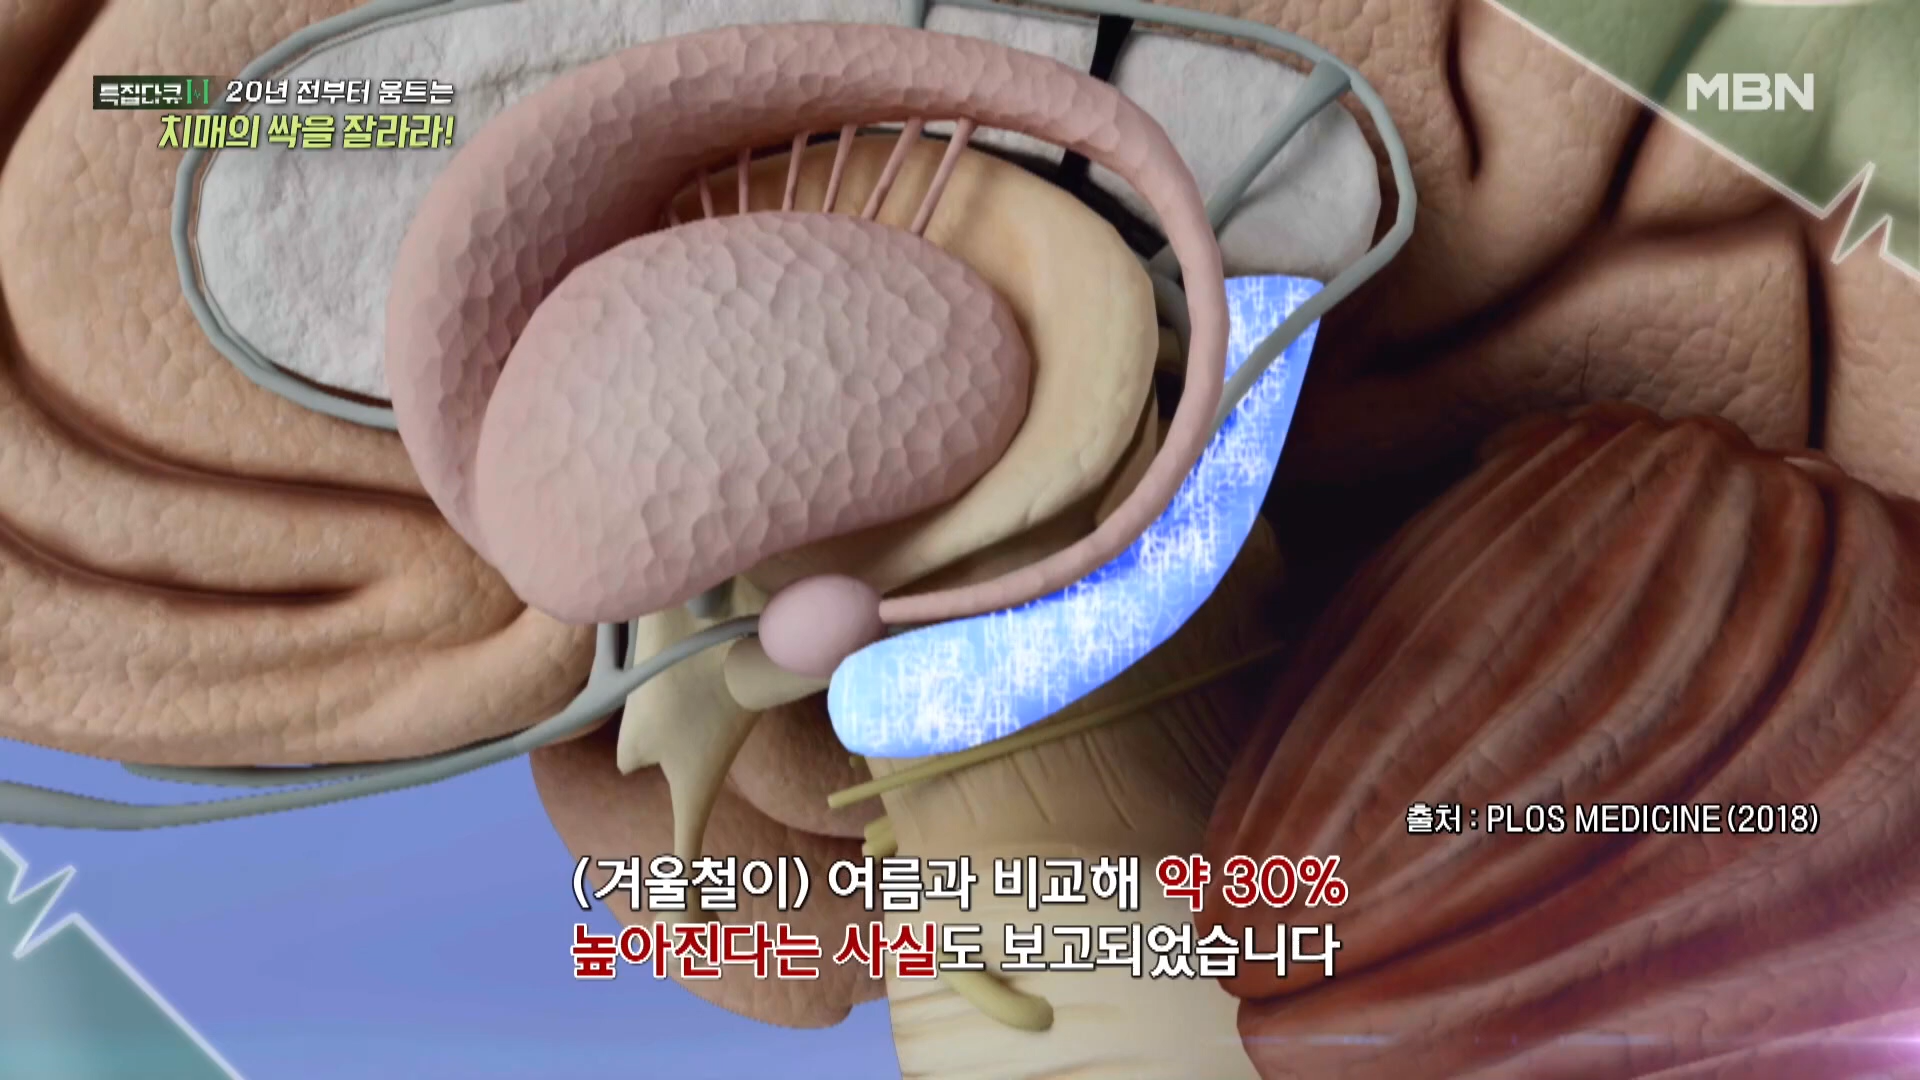 특집다큐H 20년 전부터 움트는
치매의 싹을 잘라라!
MBN
출처 : PLOS MEDICINE (2018)
(겨울철이) 여름과 비교해 약 30%
높아진다는 사실도 보고되었습니다